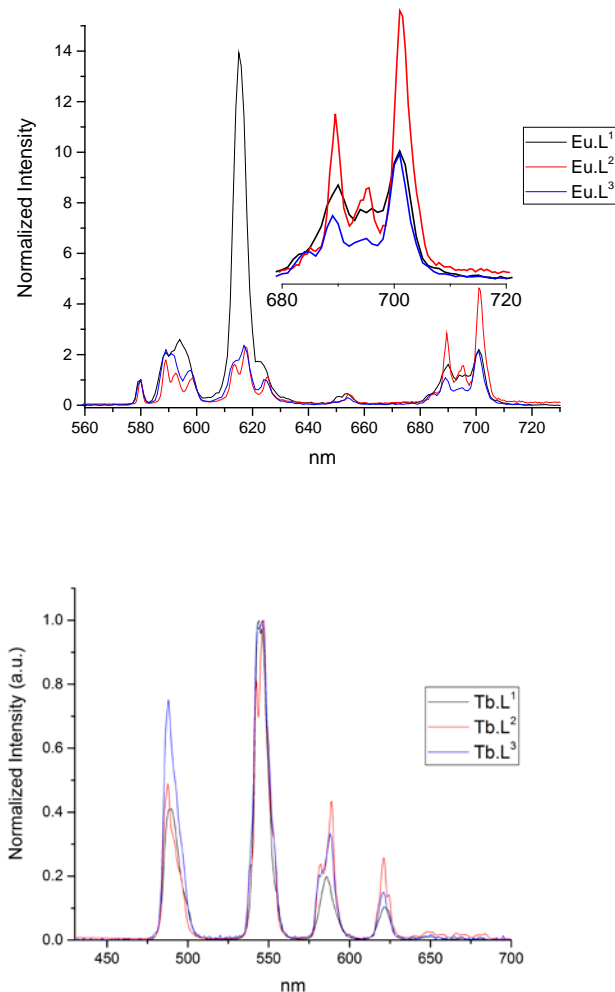 14
12
10
8
6
4
2
0
Normalized Intensity
680 700 720
Eu.L¹
Eu.L²
Eu.L³
560 580 600 620 640 660 680 700 720
nm
1.0
0.8
0.6
0.4
0.2
0.0
Normalized Intensity (a.u.)
Tb.L¹
Tb.L²
Tb.L³
450 500 550 600 650 700
nm